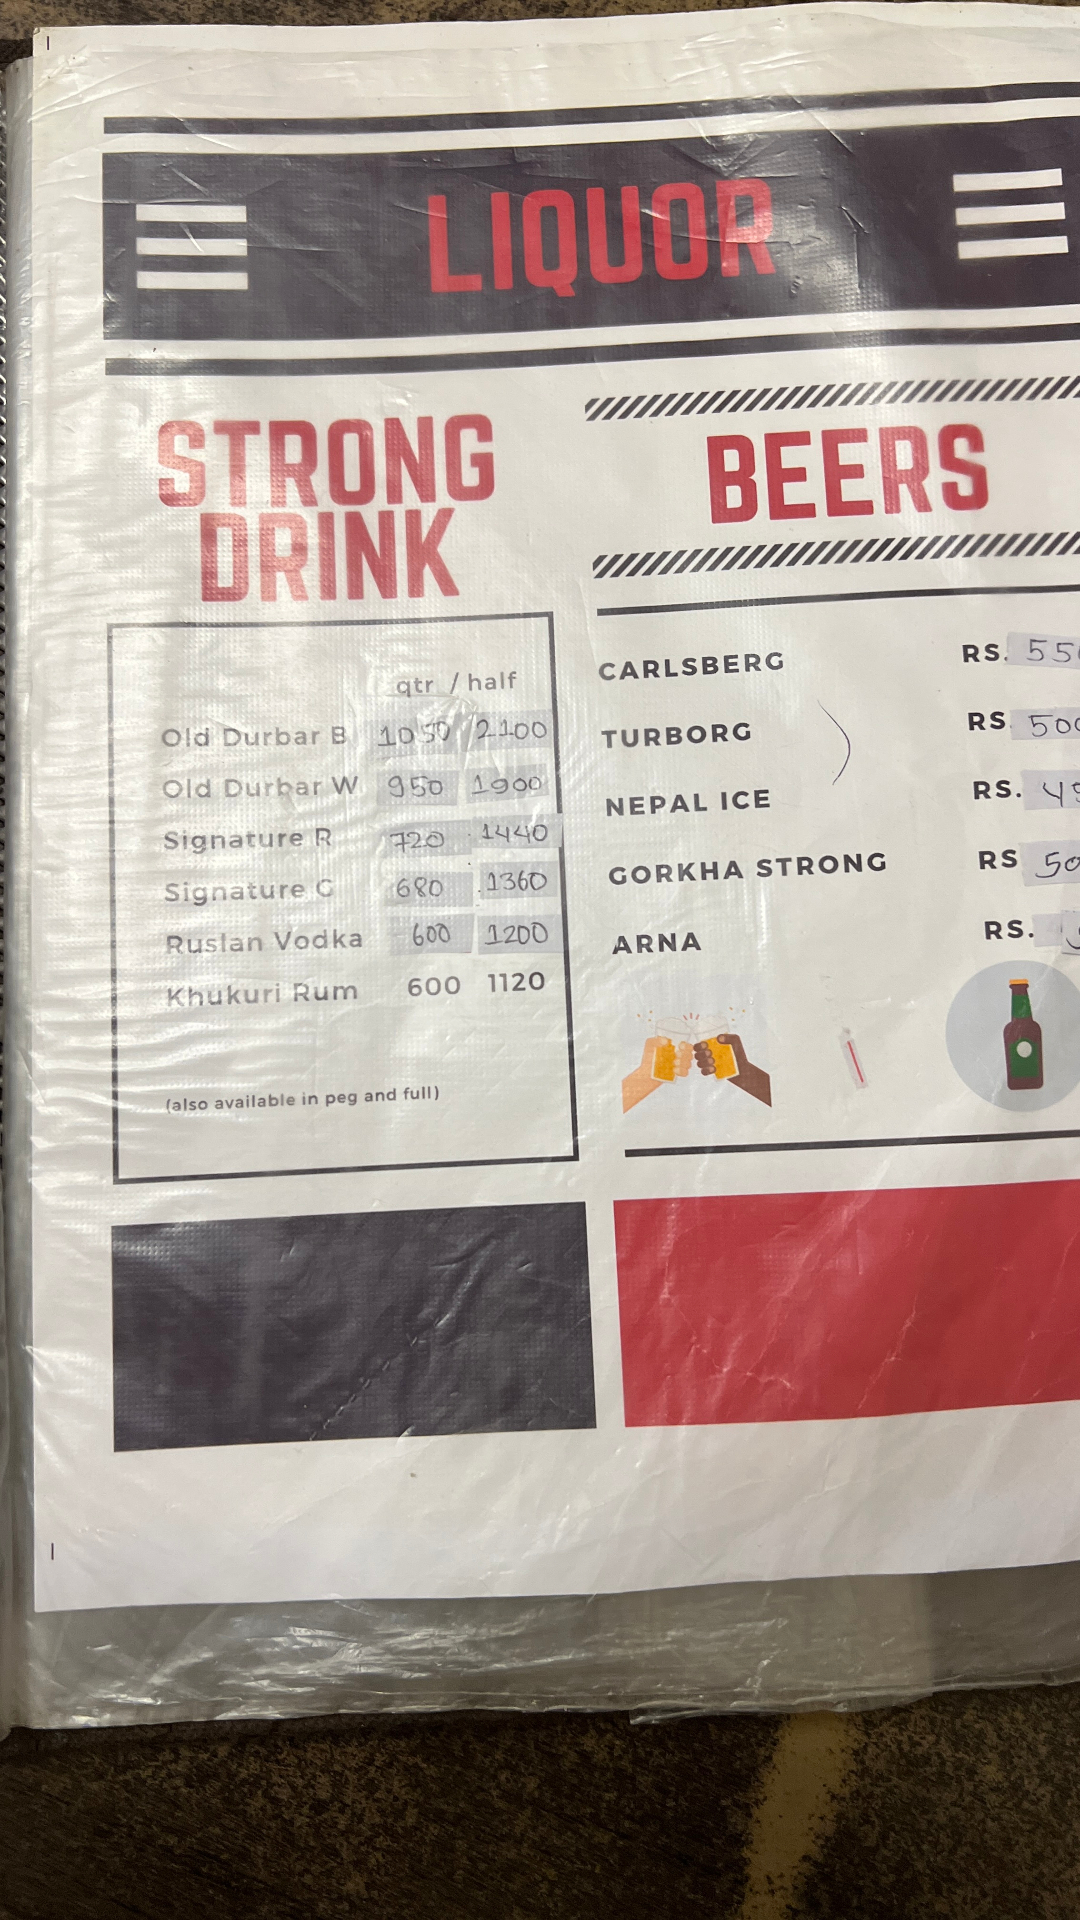 LIQUOR
STRONG
DRINK
qtr / half
Old Durbar B 1050 2100
Old Durbar W 950 1900
Signature R 720 1440
Signature G 680 1360
Ruslan Vodka 600 1200
Khukuri Rum 600 1120
(also available in peg and full)
BEERS
CARLSBERG RS. 550
TURBORG RS. 500
NEPAL ICE RS.
GORKHA STRONG RS
ARNA RS.